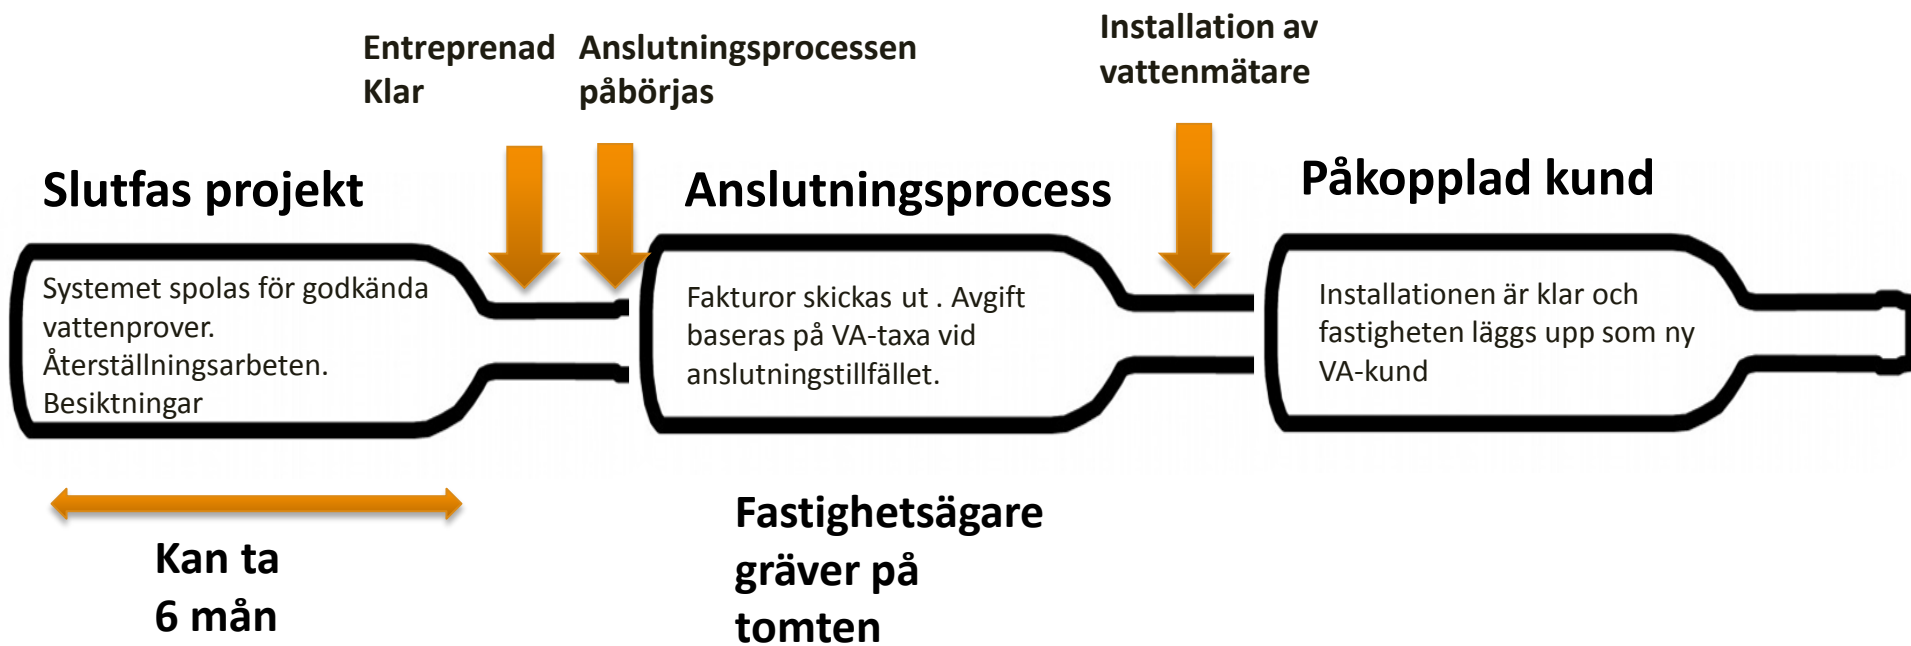 Entreprenad
Klar
Anslutningsprocessen
påbörjas
Installation av
vattenmätare
Slutfas projekt
Anslutningsprocess
Påkopplad kund
Systemet spolas för godkända
vattenprover.
Återställningsarbeten.
Besiktningar
Fakturor skickas ut . Avgift
baseras på VA-taxa vid
anslutningstillfället.
Installationen är klar och
fastigheten läggs upp som ny
VA-kund
Kan ta
6 mån
Fastighetsägare
gräver på
tomten